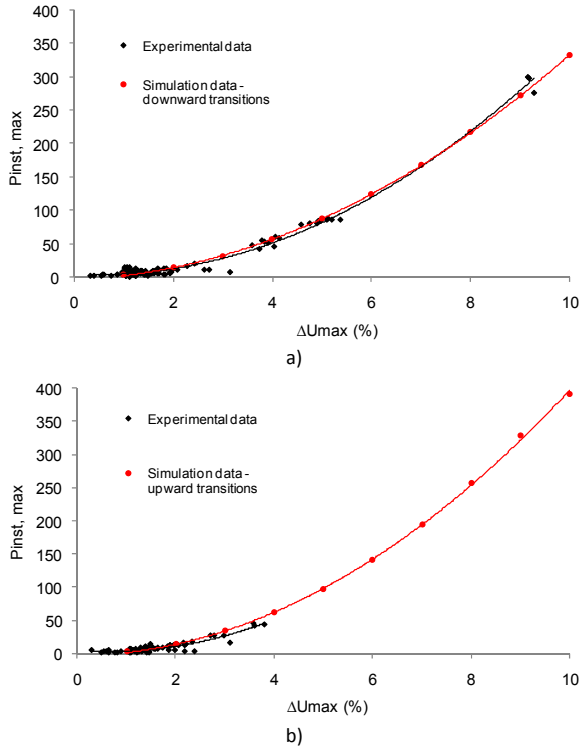 400
350
300
250
200
150
100
50
0
Pinst, max
Experimental data
Simulation data -
downward transitions
0 2 4 6 8 10
ΔUmax (%)
a)
400
350
300
250
200
150
100
50
0
Pinst, max
Experimental data
Simulation data -
upward transitions
0 2 4 6 8 10
ΔUmax (%)
b)